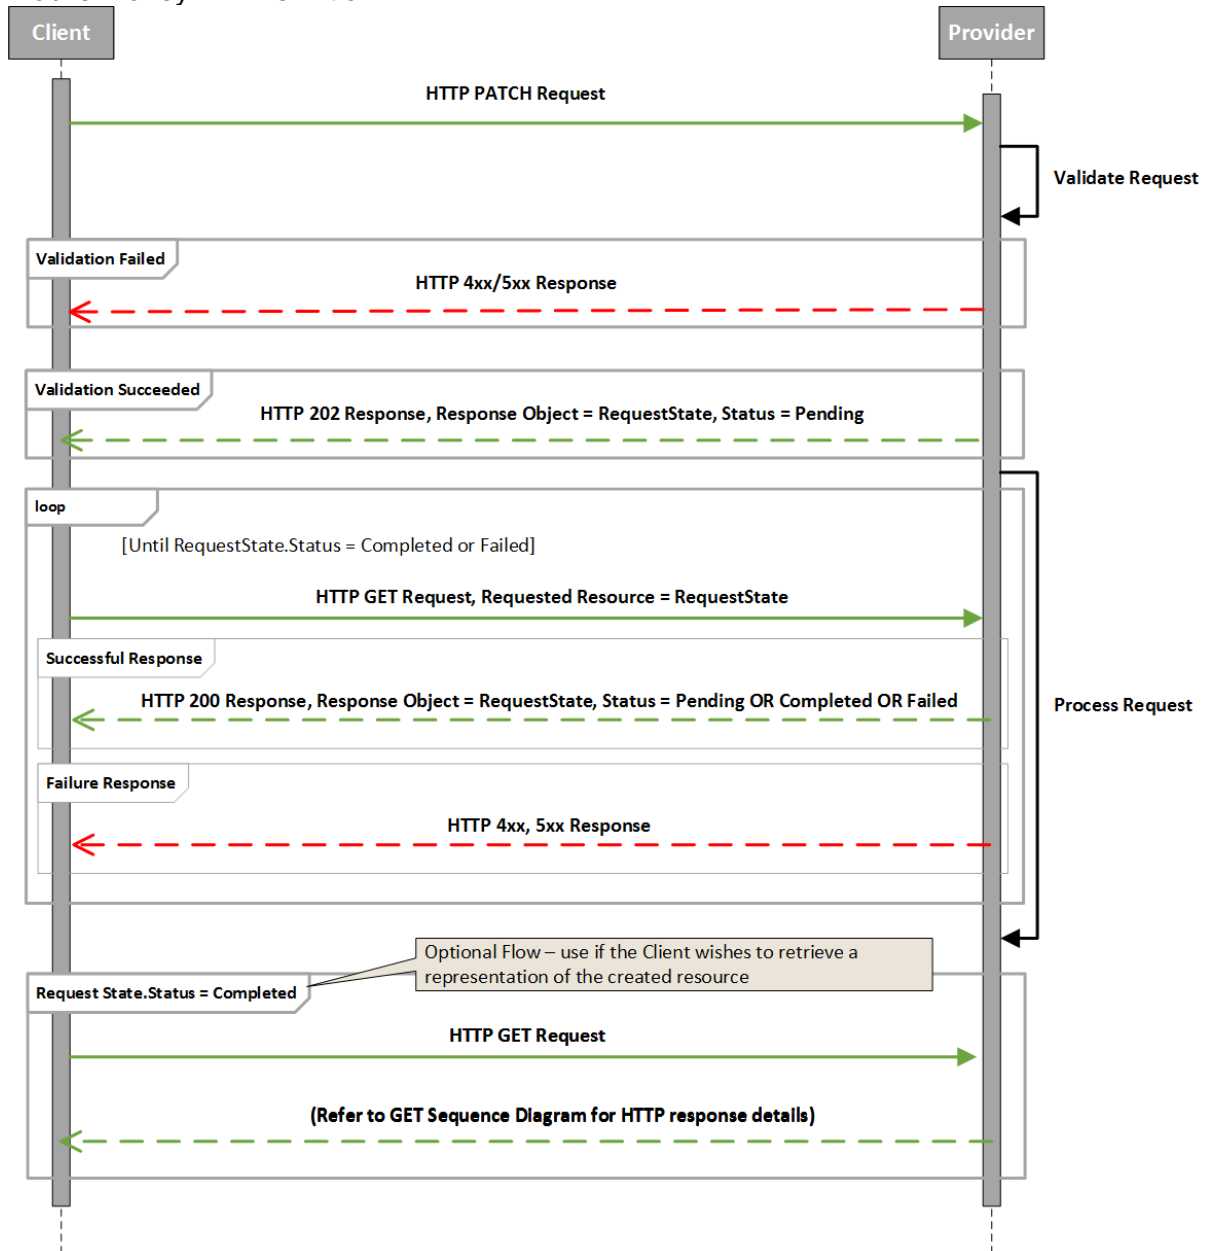 Client
Provider
HTTP PATCH Request
Validate Request
Validation Failed
HTTP 4xx/5xx Response
Validation Succeeded
HTTP 202 Response, Response Object = RequestState, Status = Pending
loop
[Until RequestState.Status = Completed or Failed]
HTTP GET Request, Requested Resource = RequestState
Successful Response
HTTP 200 Response, Response Object = RequestState, Status = Pending OR Completed OR Failed
Process Request
Failure Response
HTTP 4xx, 5xx Response
Optional Flow – use if the Client wishes to retrieve a
representation of the created resource
Request State.Status = Completed
HTTP GET Request
(Refer to GET Sequence Diagram for HTTP response details)